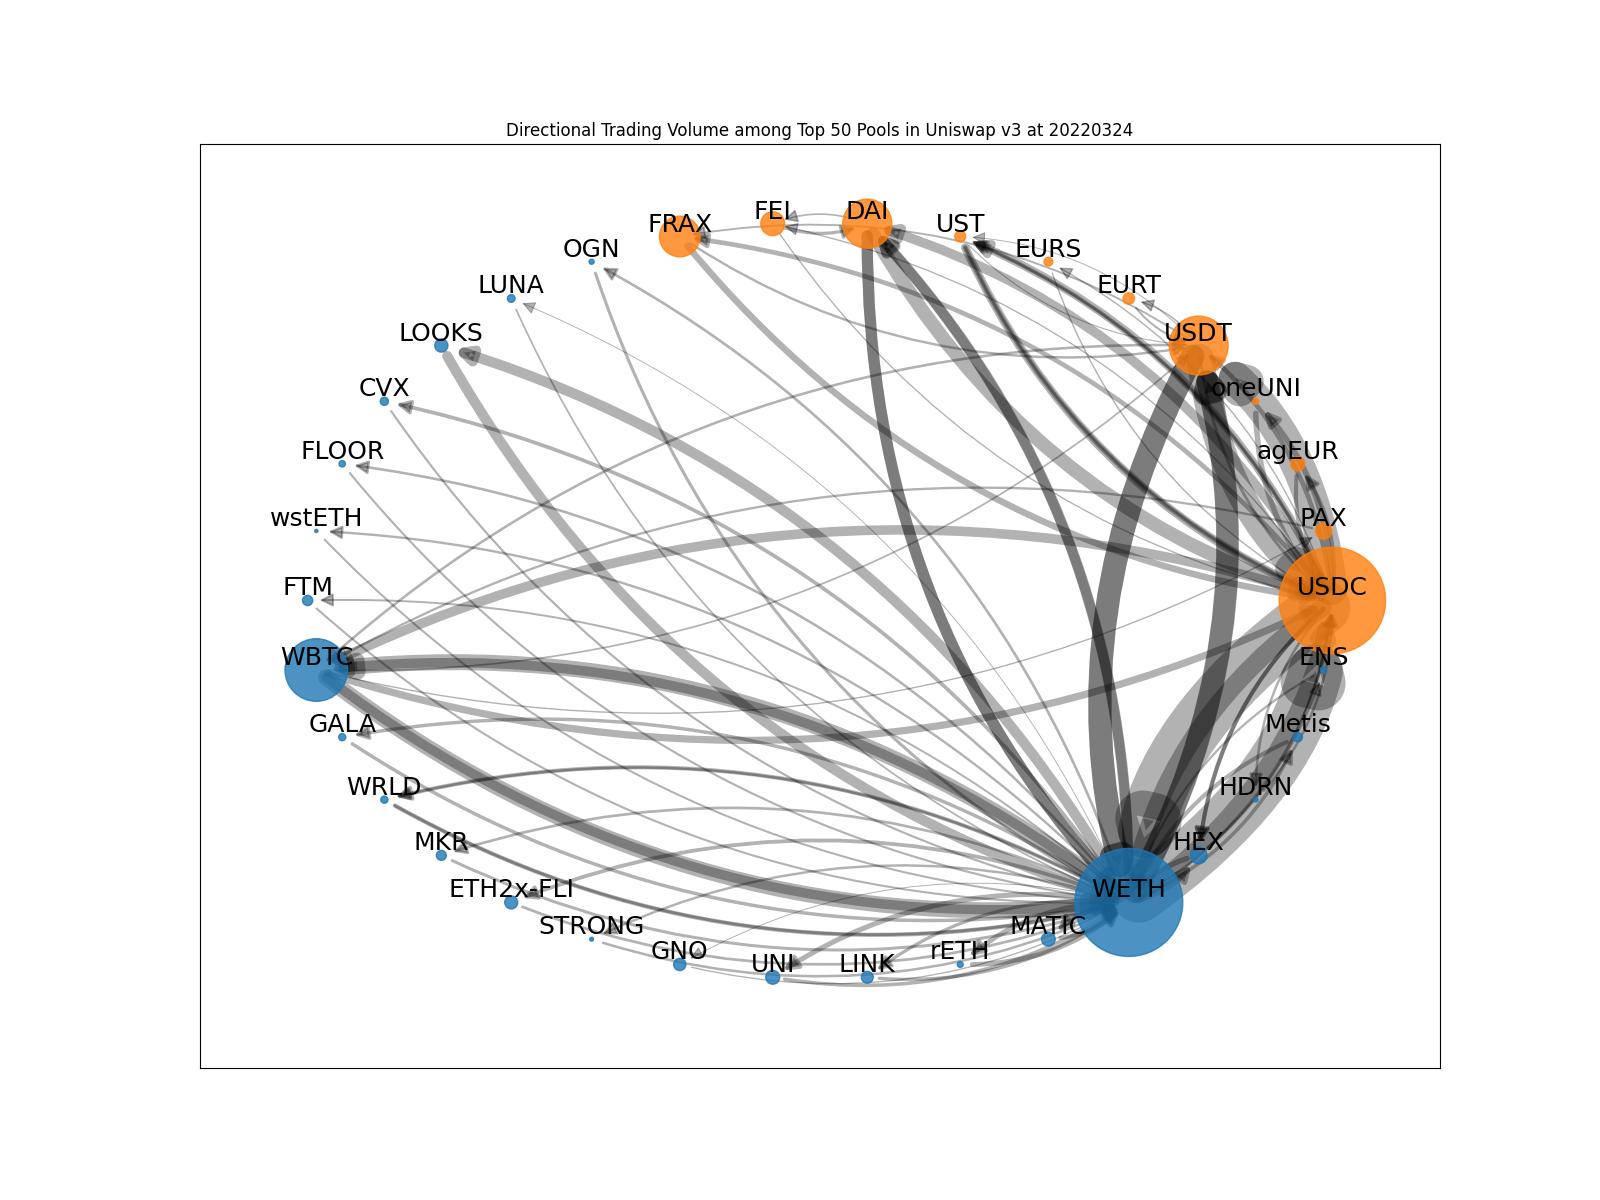 Directional Trading Volume among Top 50 Pools in Uniswap v3 at 20220324
FRAX
FEI
DAI
UST
OGN
EURS
LUNA
EURT
LOOKS
USDT
CVX
oneUNI
FLOOR
agEUR
wstETH
PAX
FTM
USDC
WBTC
ENS
GALA
Metis
WRLD
HDRN
MKR
HEX
ETH2x-FLI
WETH
STRONG
MATIC
GNO
rETH
UNI
LINK